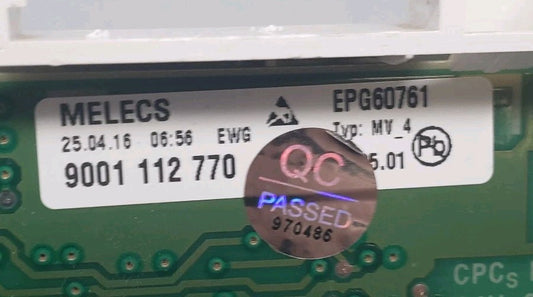 MELECS
EPG60761
25.04.16 06:56 EWG
Typ: MV_4
9001 112 770
5.01
Pb
QC
PASSED
970486
CPCs